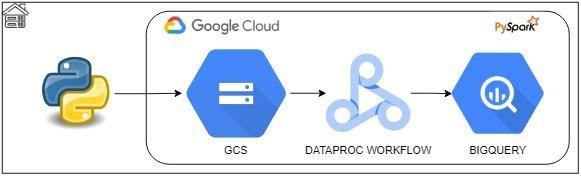 Google Cloud
PySpark
GCS
DATAPROC WORKFLOW
BIGQUERY